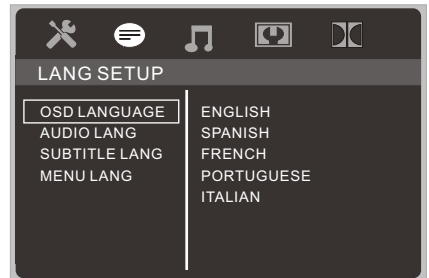 LANG SETUP
OSD LANGUAGE
AUDIO LANG
SUBTITLE LANG
MENU LANG
ENGLISH
SPANISH
FRENCH
PORTUGUESE
ITALIAN